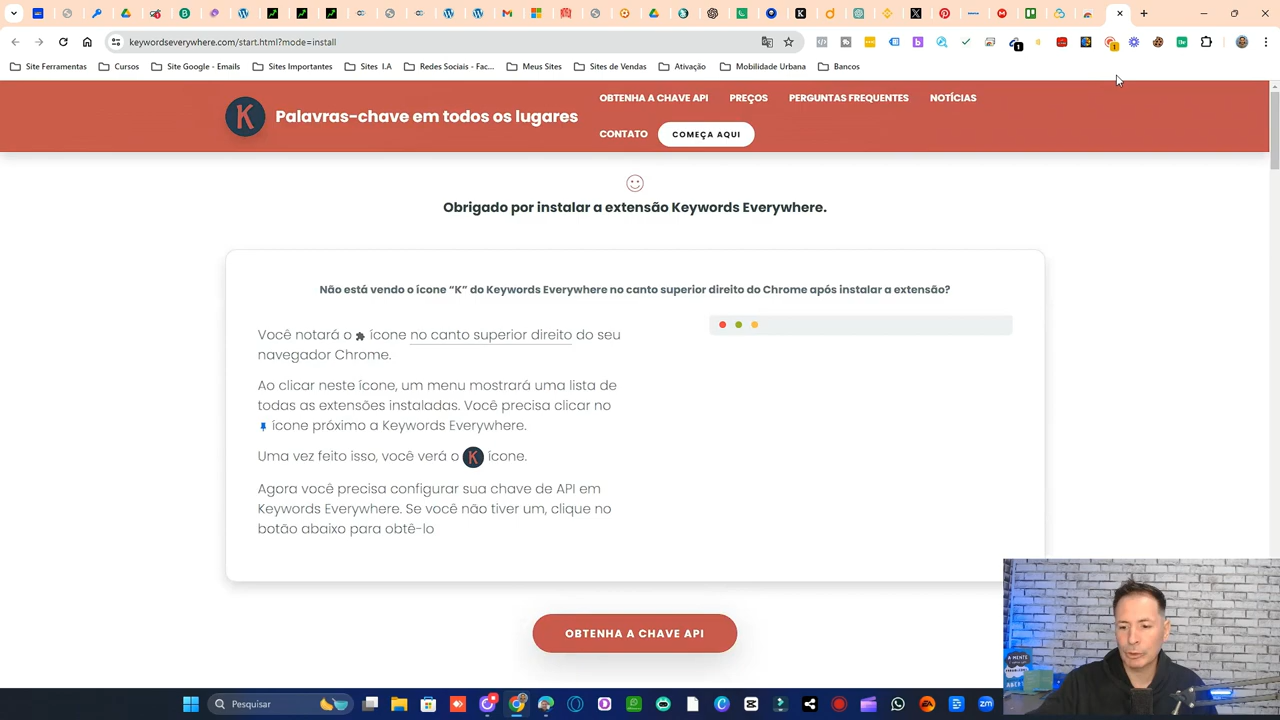 keywordseverywhere.com/start.html?mode=install
Site Ferramentas
Cursos
Site Google - Emails
Sites Importantes
Sites I.A
Redes Sociais - Fac...
Meus Sites
Sites de Vendas
Ativação
Mobilidade Urbana
Bancos
K
Palavras-chave em todos os lugares
OBTENHA A CHAVE API
PREÇOS
PERGUNTAS FREQUENTES
NOTÍCIAS
CONTATO
COMEÇA AQUI
Obrigado por instalar a extensão Keywords Everywhere.
Não está vendo o ícone “K” do Keywords Everywhere no canto superior direito do Chrome após instalar a extensão?
Você notará o ícone no canto superior direito do seu
navegador Chrome.
Ao clicar neste ícone, um menu mostrará uma lista de
todas as extensões instaladas. Você precisa clicar no
ícone próximo a Keywords Everywhere.
Uma vez feito isso, você verá o K ícone.
Agora você precisa configurar sua chave de API em
Keywords Everywhere. Se você não tiver um, clique no
botão abaixo para obtê-lo
OBTENHA A CHAVE API
A MENTE
Pesquisar